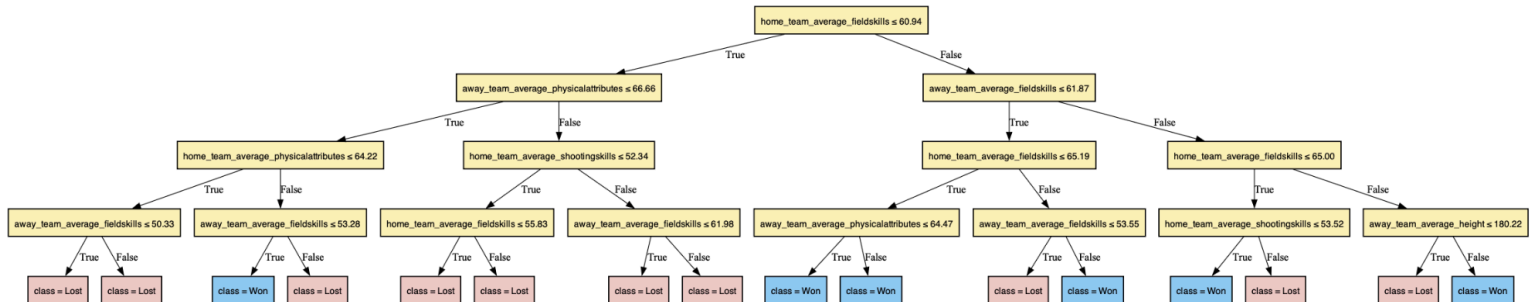 home_team_average_fieldskills ≤ 60.94
True
False
away_team_average_physicalattributes ≤ 66.66
away_team_average_fieldskills ≤ 61.87
True
False
True
False
home_team_average_physicalattributes ≤ 64.22
home_team_average_shootingskills ≤ 52.34
home_team_average_fieldskills ≤ 65.19
home_team_average_fieldskills ≤ 65.00
True
False
True
False
True
False
True
False
away_team_average_fieldskills ≤ 50.33
away_team_average_fieldskills ≤ 53.28
home_team_average_fieldskills ≤ 55.83
away_team_average_fieldskills ≤ 61.98
away_team_average_physicalattributes ≤ 64.47
away_team_average_fieldskills ≤ 53.55
home_team_average_shootingskills ≤ 53.52
away_team_average_height ≤ 180.22
True
False
True
False
True
False
True
False
True
False
True
False
True
False
True
False
class = Lost
class = Lost
class = Won
class = Lost
class = Lost
class = Lost
class = Lost
class = Lost
class = Won
class = Won
class = Lost
class = Won
class = Won
class = Lost
class = Lost
class = Won